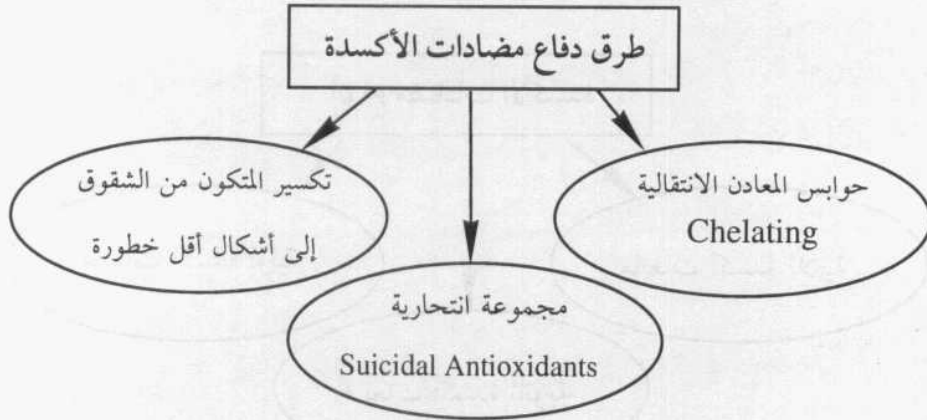 طرق دفاع مضادات الأكسدة
حوابس المعادن الانتقالية
Chelating
تكسير المتكون من الشقوق
إلى أشكال أقل خطورة
مجموعة انتحارية
Suicidal Antioxidants